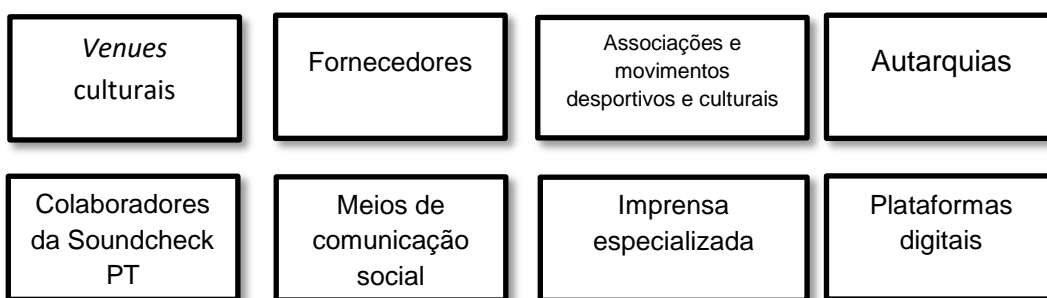 Venues
culturais
Fornecedores
Associações e
movimentos
desportivos e culturais
Autarquias
Colaboradores
da Soundcheck
PT
Meios de
comunicação
social
Imprensa
especializada
Plataformas
digitais